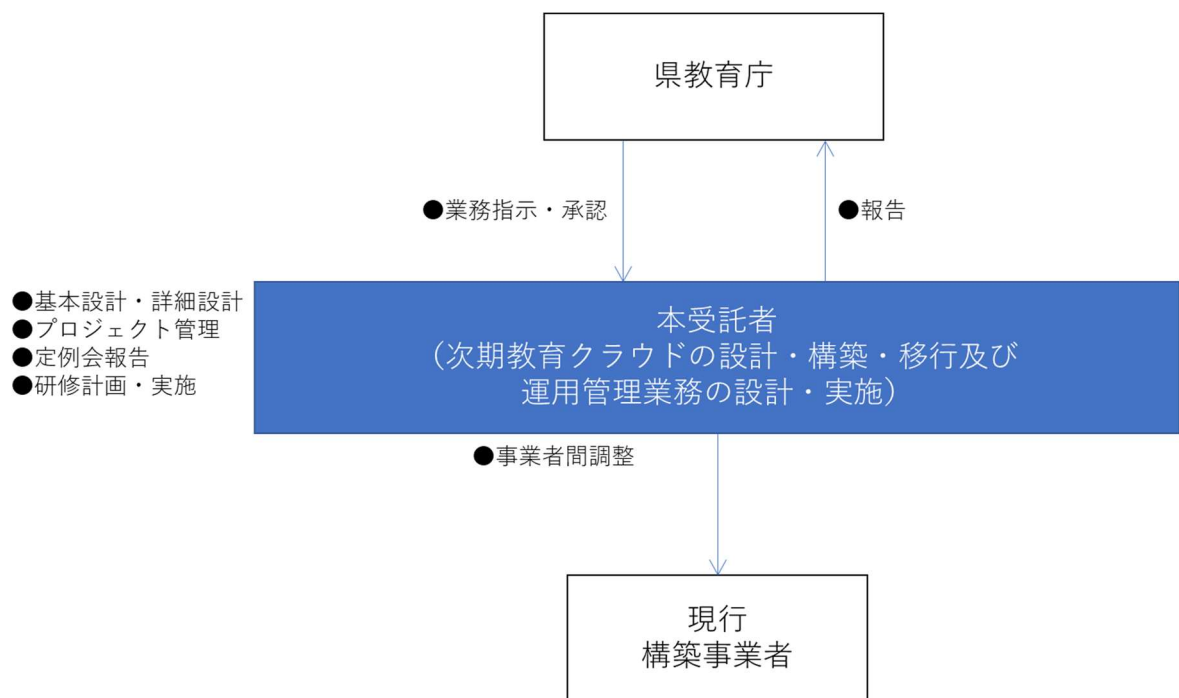 県教育庁
●業務指示・承認
●報告
●基本設計・詳細設計
●プロジェクト管理
●定例会報告
●研修計画・実施
本受託者
（次期教育クラウドの設計・構築・移行及び
運用管理業務の設計・実施）
●事業者間調整
現行
構築事業者